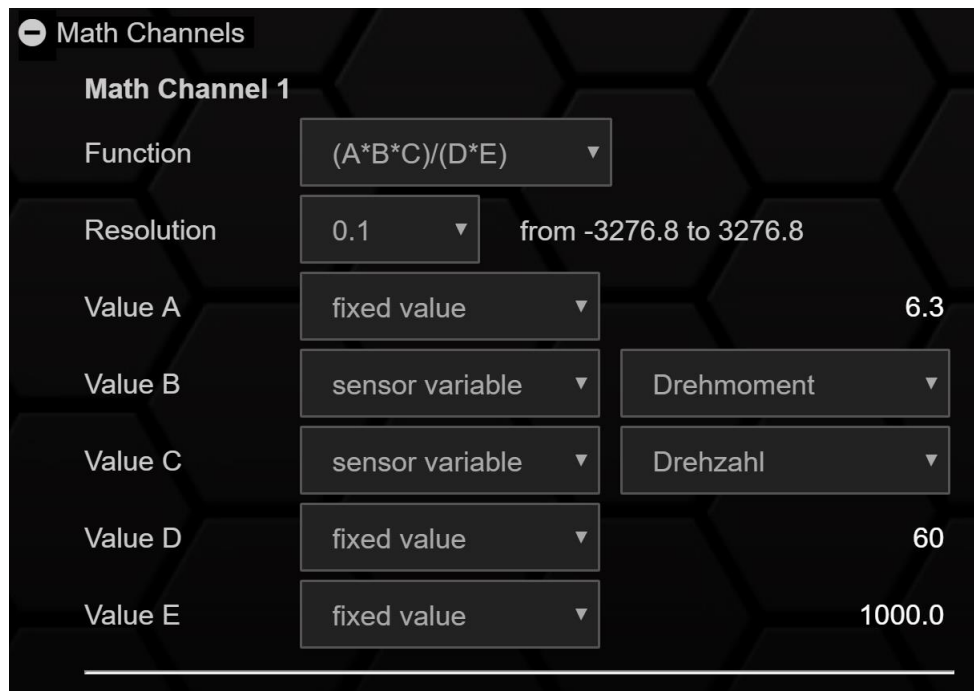 Math Channels
Math Channel 1
Function (A*B*C)/(D*E)
Resolution 0.1 from -3276.8 to 3276.8
Value A fixed value 6.3
Value B sensor variable Drehmoment
Value C sensor variable Drehzahl
Value D fixed value 60
Value E fixed value 1000.0